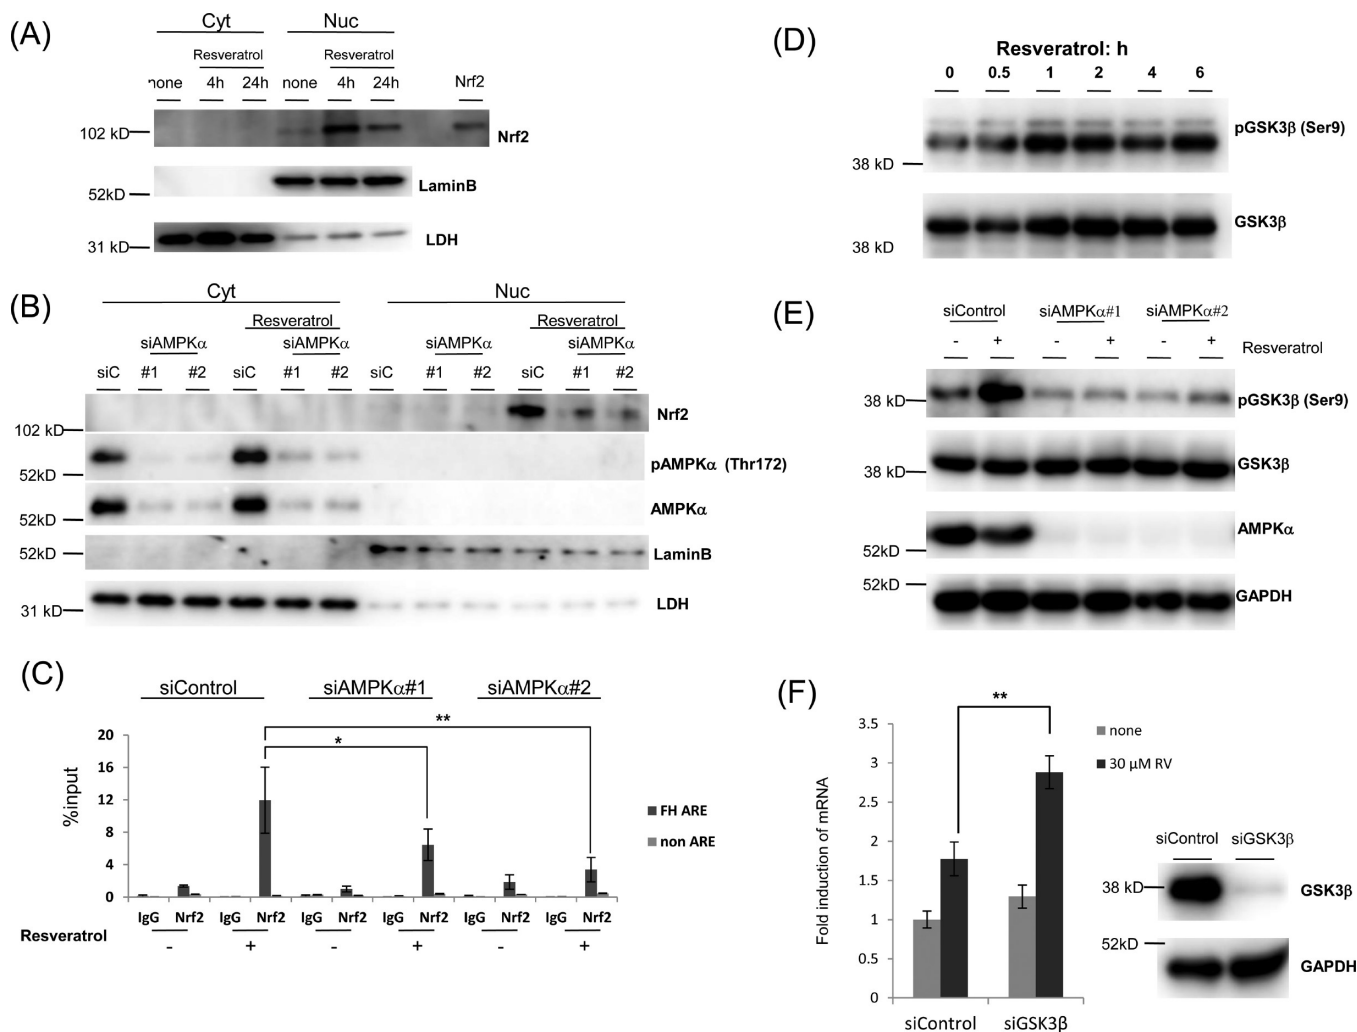 (A)
Cyt Nuc
Resveratrol Resveratrol
none 4h 24h none 4h 24h Nrf2
102 kD Nrf2
52kD LaminB
31 kD LDH
(B)
Cyt Nuc
Resveratrol Resveratrol
siAMPKα siAMPKα siAMPKα siAMPKα
siC #1 #2 siC #1 #2 siC #1 #2 siC #1 #2
Nrf2
102 kD
pAMPKα (Thr172)
52kD
AMPKα
52kD
52kD LaminB
31 kD LDH
(C)
siControl siAMPKα#1 siAMPKα#2
**
*
20
16
12
8
4
0
%input
FH ARE
non ARE
IgG Nrf2 IgG Nrf2 IgG Nrf2 IgG Nrf2 IgG Nrf2 IgG Nrf2
Resveratrol - + - + - +
(D)
Resveratrol: h
0 0.5 1 2 4 6
pGSK3β (Ser9)
38 kD
GSK3β
38 kD
(E)
siControl siAMPKα#1 siAMPKα#2
- + - + - + Resveratrol
38 kD pGSK3β (Ser9)
38 kD GSK3β
AMPKα
52kD
52kD
GAPDH
(F)
**
3.5
3
2.5
2
1.5
1
0.5
0
Fold induction of mRNA
none
30 µM RV
siControl siGSK3β
siControl siGSK3β
38 kD GSK3β
52kD
GAPDH